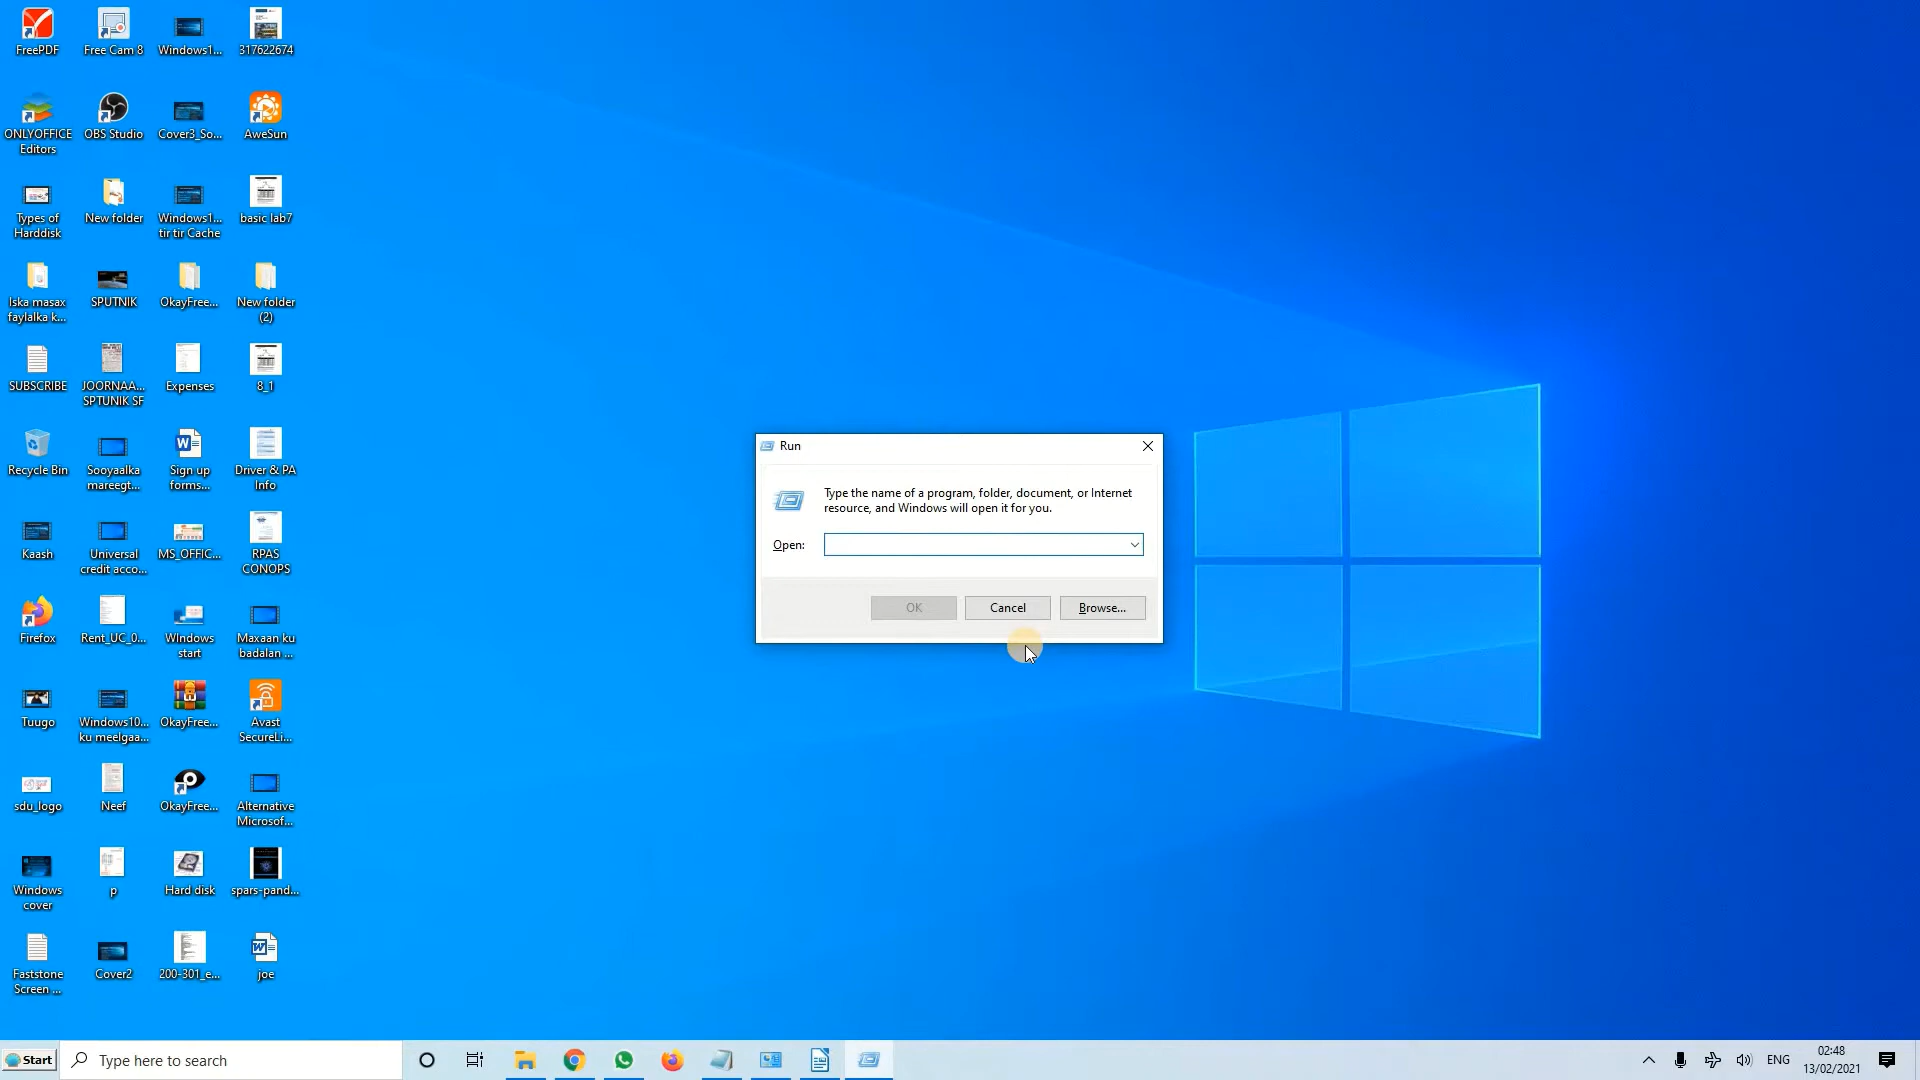 FreePDF
Free Cam 8
Windows1...
317622674
ONLYOFFICE
Editors
OBS Studio
Cover3_So...
AweSun
Types of
Harddisk
New folder
Windows1...
tir tir Cache
basic lab7
Iska masax
faylalka k...
SPUTNIK
OkayFree...
New folder
(2)
SUBSCRIBE
JOORNAA...
SPTUNIK SF
Expenses
8_1
Recycle Bin
Sooyaalka
mareegt...
Sign up
forms...
Driver & PA
Info
Kaash
Universal
credit acco...
MS_OFFIC...
RPAS
CONOPS
Firefox
Rent_UC_0...
WIndows
start
Maxaan ku
badalan ...
Tuugo
Windows10...
ku meelgaa...
OkayFree...
Avast
SecureLi...
sdu_logo
Neef
OkayFree...
Alternative
Microsof...
Windows
cover
p
Hard disk
spars-pand...
Faststone
Screen ...
Cover2
200-301_e...
joe
Run
Type the name of a program, folder, document, or Internet
resource, and Windows will open it for you.
Open:
OK
Cancel
Browse...
Start
Type here to search
ENG
02:48
13/02/2021